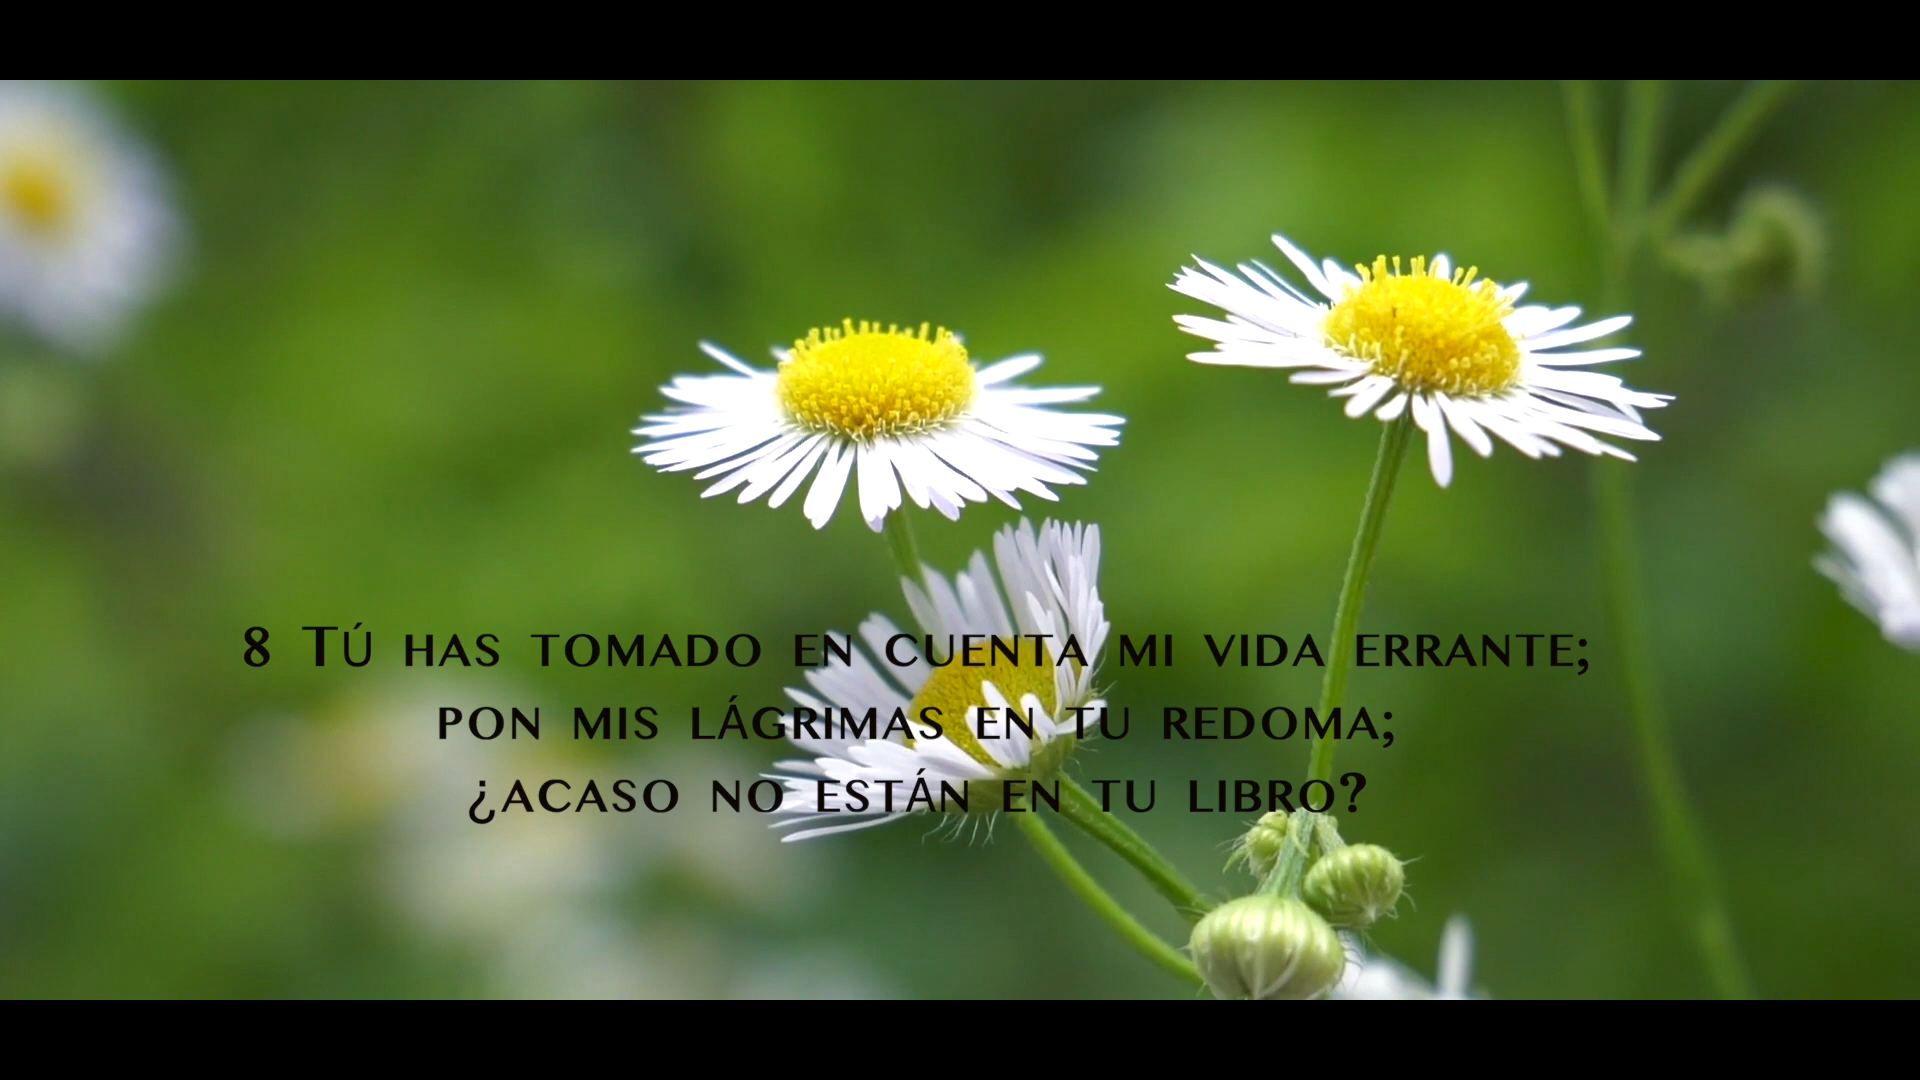 8 Tú has tomado en cuenta mi vida errante;
pon mis lágrimas en tu redoma;
¿acaso no están en tu libro?